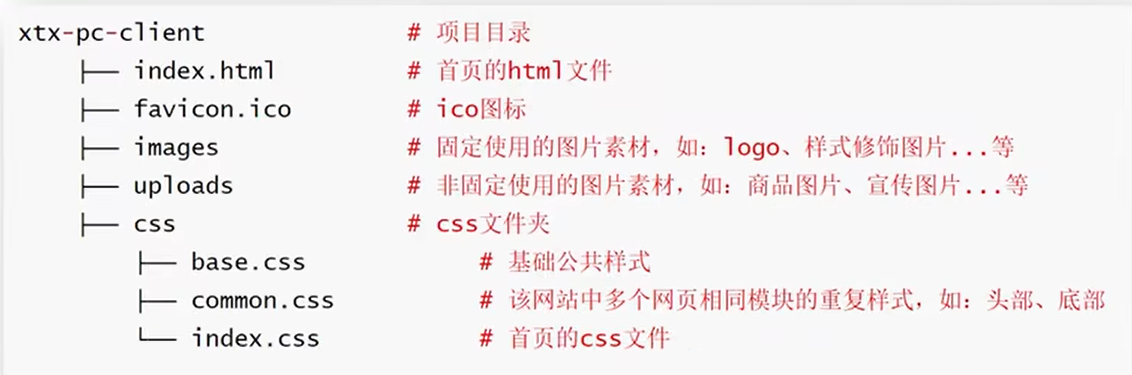 xtx-pc-client # 项目目录
├── index.html # 首页的html文件
├── favicon.ico # ico图标
├── images # 固定使用的图片素材，如：logo、样式修饰图片...等
├── uploads # 非固定使用的图片素材，如：商品图片、宣传图片...等
├── css # css文件夹
├── base.css # 基础公共样式
├── common.css # 该网站中多个网页相同模块的重复样式，如：头部、底部
└── index.css # 首页的css文件